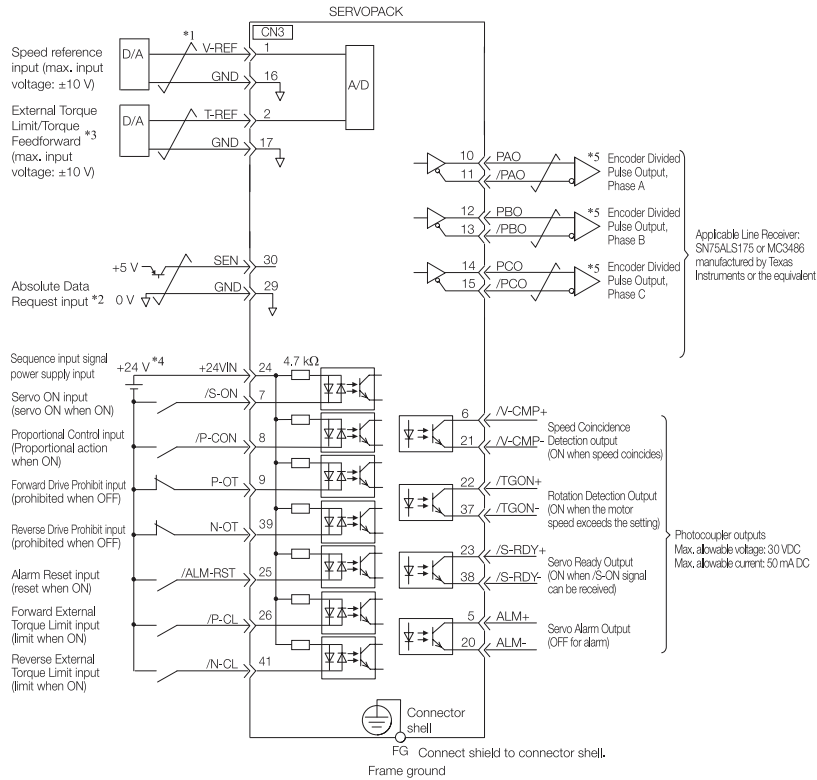 SERVOPACK
CN3
Speed reference
input (max. input
voltage: ±10 V)
D/A
*1
V-REF
1
GND
16
A/D
External Torque
Limit/Torque
Feedforward *3
(max. input
voltage: ±10 V)
D/A
T-REF
2
GND
17
10 PAO
11 /PAO
*5 Encoder Divided
Pulse Output,
Phase A
12 PBO
13 /PBO
*5 Encoder Divided
Pulse Output,
Phase B
14 PCO
15 /PCO
*5 Encoder Divided
Pulse Output,
Phase C
Applicable Line Receiver:
SN75ALS175 or MC3486
manufactured by Texas
Instruments or the equivalent
Absolute Data
Request input *2
+5 V
0 V
SEN
30
GND
29
Sequence input signal
power supply input
+24 V *4
+24VIN
24
4.7 kΩ
Servo ON input
(servo ON when ON)
/S-ON
7
Proportional Control input
(Proportional action
when ON)
/P-CON
8
Forward Drive Prohibit input
(prohibited when OFF)
P-OT
9
Reverse Drive Prohibit input
(prohibited when OFF)
N-OT
39
Alarm Reset input
(reset when ON)
/ALM-RST
25
Forward External
Torque Limit input
(limit when ON)
/P-CL
26
Reverse External
Torque Limit input
(limit when ON)
/N-CL
41
6 /V-CMP+
21 /V-CMP-
Speed Coincidence
Detection output
(ON when speed coincides)
22 /TGON+
37 /TGON-
Rotation Detection Output
(ON when the motor
speed exceeds the setting)
23 /S-RDY+
38 /S-RDY-
Servo Ready Output
(ON when /S-ON signal
can be received)
5 ALM+
20 ALM-
Servo Alarm Output
(OFF for alarm)
Photocoupler outputs
Max. allowable voltage: 30 VDC
Max. allowable current: 50 mA DC
Connector
shell
FG
Connect shield to connector shell.
Frame ground